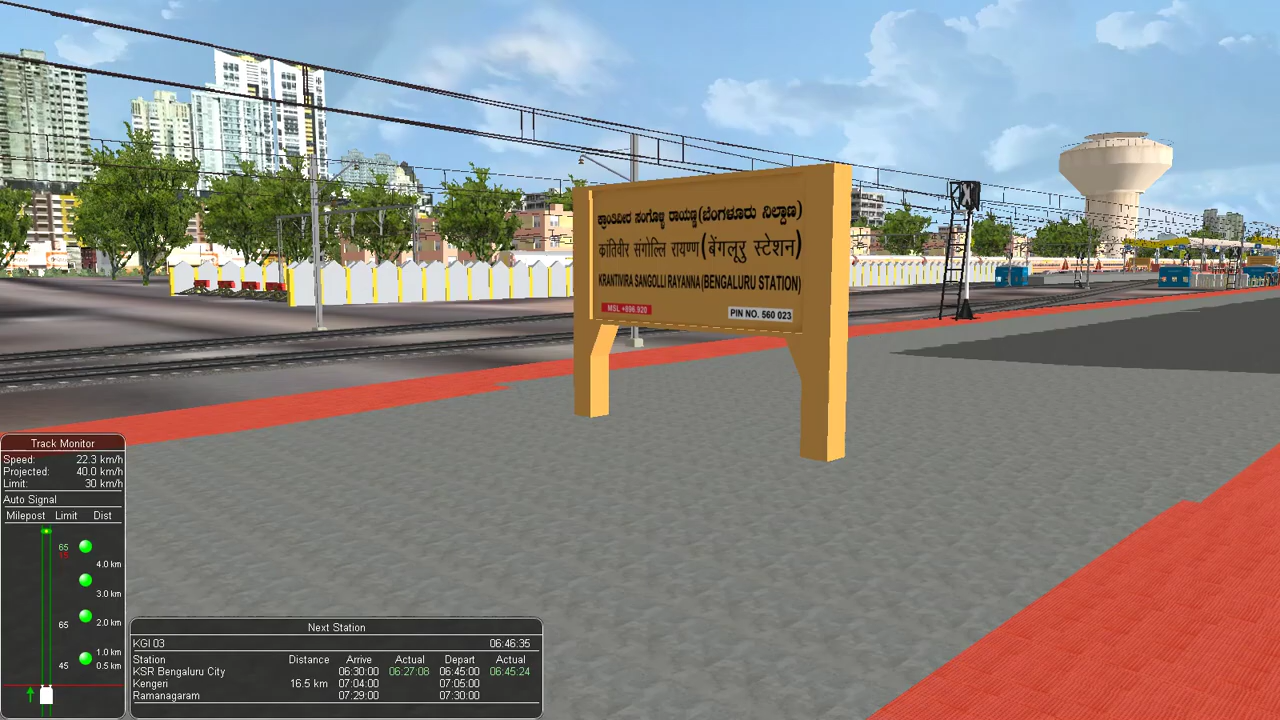 ಕ್ರಾಂತಿವೀರ ಸಂಗೊಳ್ಳಿ ರಾಯಣ್ಣ(ಬೆಂಗಳೂರು ನಿಲ್ದಾಣ)
कांतिवीर संगोल्लि रायण्ण(बेंगलूरु स्टेशन)
KRANTIVIRA SANGOLLI RAYANNA(BENGALURU STATION)
MSL +896.920 PIN NO. 560 023
Track Monitor
Speed: 22.3 km/h
Projected: 40.0 km/h
Limit: 30 km/h
Auto Signal
Milepost Limit Dist
65
15
4.0 km
3.0 km
65 2.0 km
1.0 km
45 0.5 km
Next Station
KGI 03 06:46:35
Station Distance Arrive Actual Depart Actual
KSR Bengaluru City 06:30:00 06:27:08 06:45:00 06:45:24
Kengeri 16.5 km 07:04:00 07:05:00
Ramanagaram 07:29:00 07:30:00